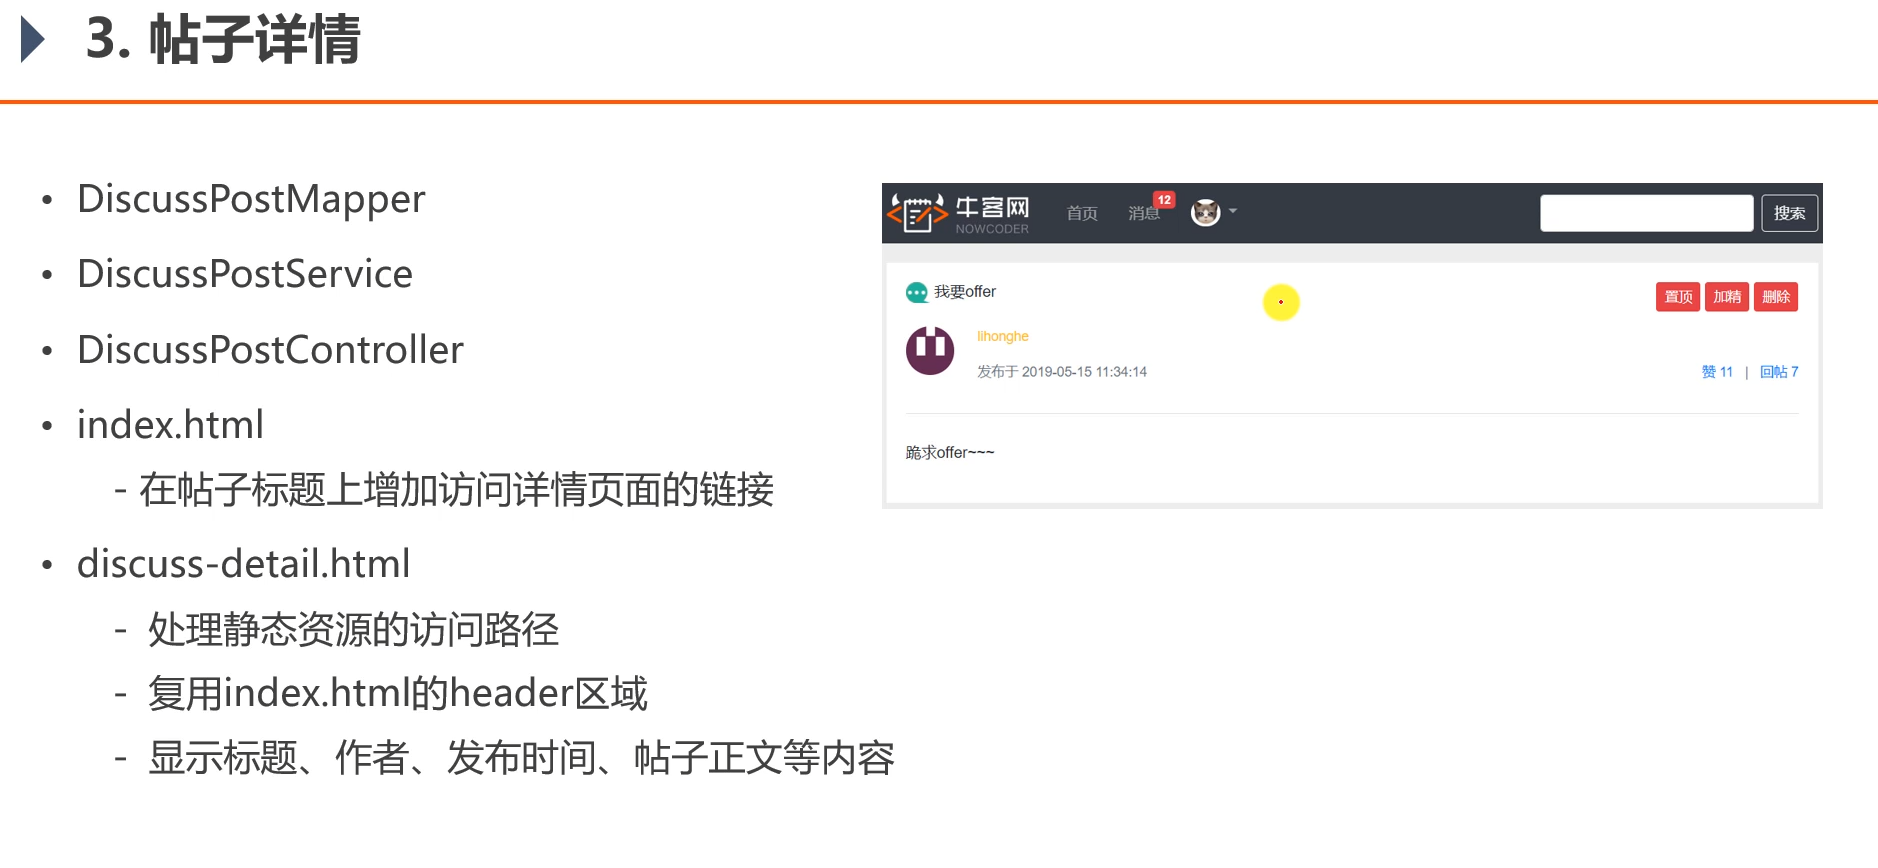 3. 帖子详情
• DiscussPostMapper
• DiscussPostService
• DiscussPostController
• index.html
- 在帖子标题上增加访问详情页面的链接
• discuss-detail.html
- 处理静态资源的访问路径
- 复用index.html的header区域
- 显示标题、作者、发布时间、帖子正文等内容
牛客网
NOWCODER
首页
消息 12
搜索
我要offer
置顶 加精 删除
lihonghe
发布于 2019-05-15 11:34:14
赞 11 | 回帖 7
跪求offer~~~